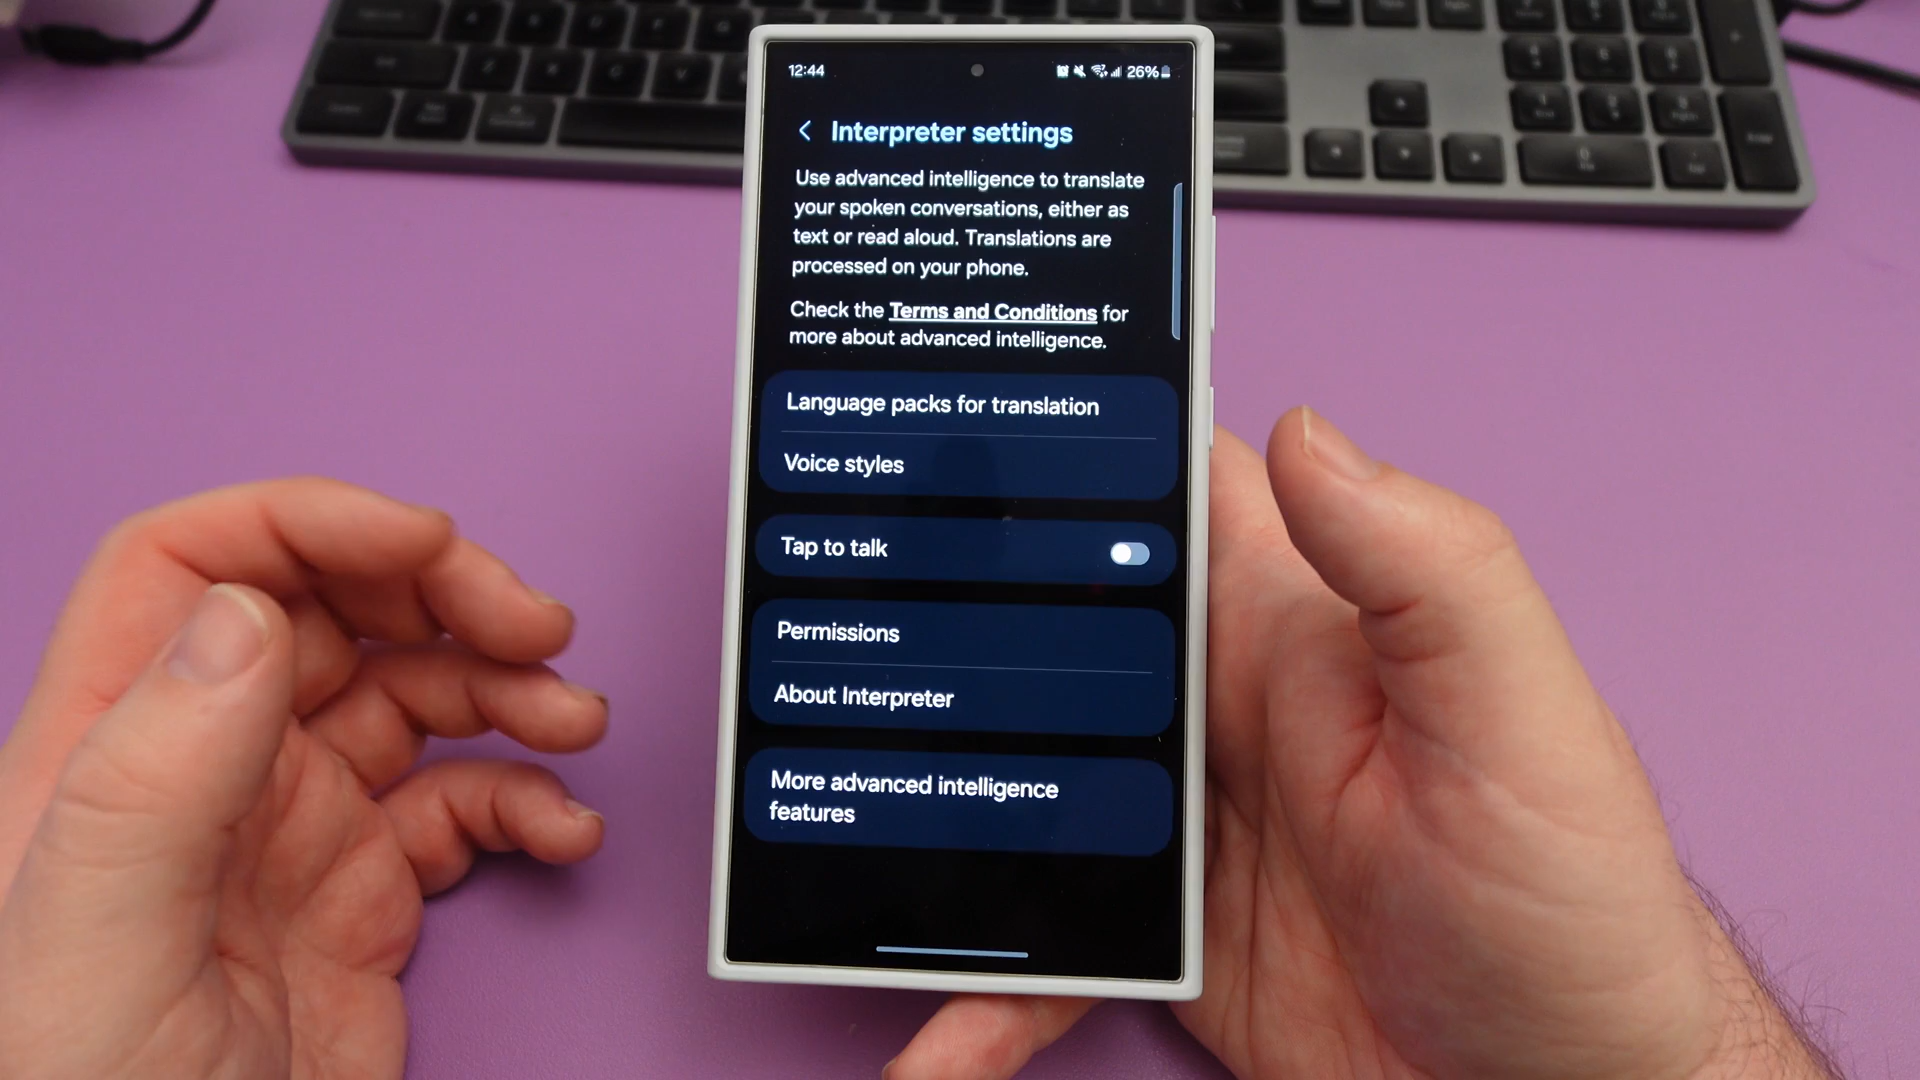 12:44
26%
Interpreter settings
Use advanced intelligence to translate
your spoken conversations, either as
text or read aloud. Translations are
processed on your phone.
Check the Terms and Conditions for
more about advanced intelligence.
Language packs for translation
Voice styles
Tap to talk
Permissions
About Interpreter
More advanced intelligence
features